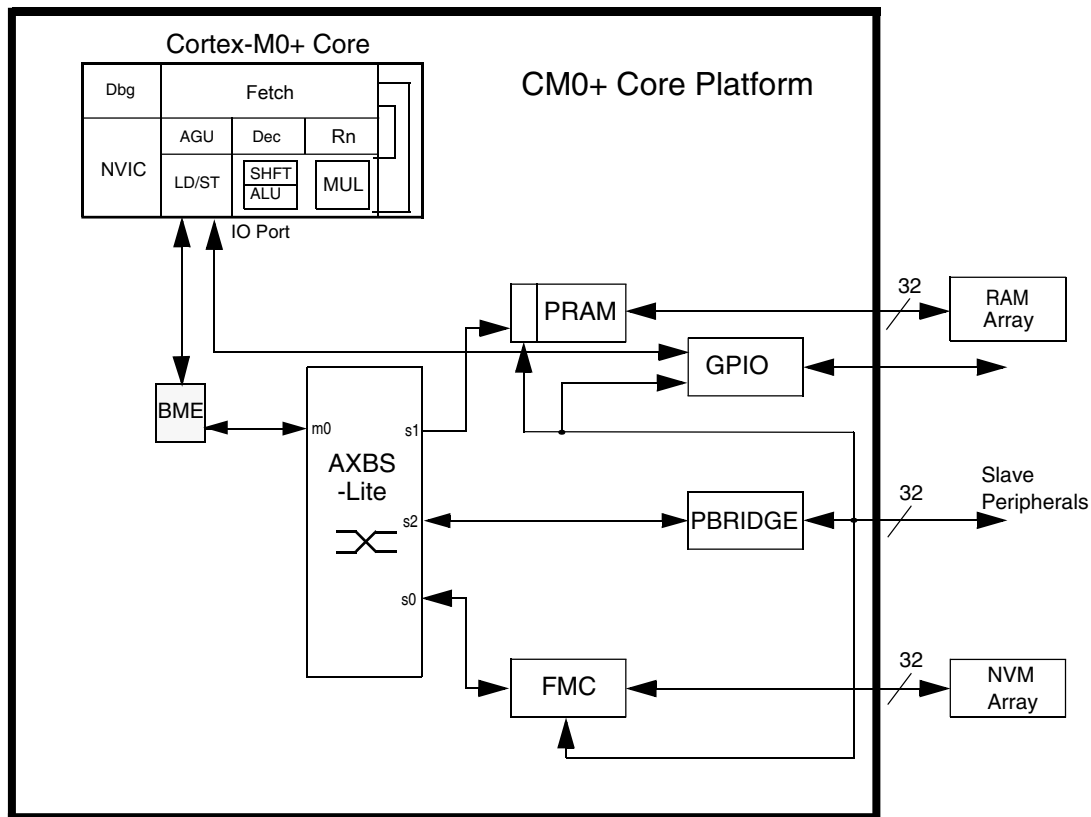 Cortex-M0+ Core
CM0+ Core Platform
Dbg
Fetch
AGU
Dec
Rn
NVIC
LD/ST
SHFT
ALU
MUL
IO Port
PRAM
32
RAM
Array
GPIO
BME
m0
s1
AXBS
-Lite
s2
s0
PBRIDGE
32
Slave
Peripherals
FMC
32
NVM
Array